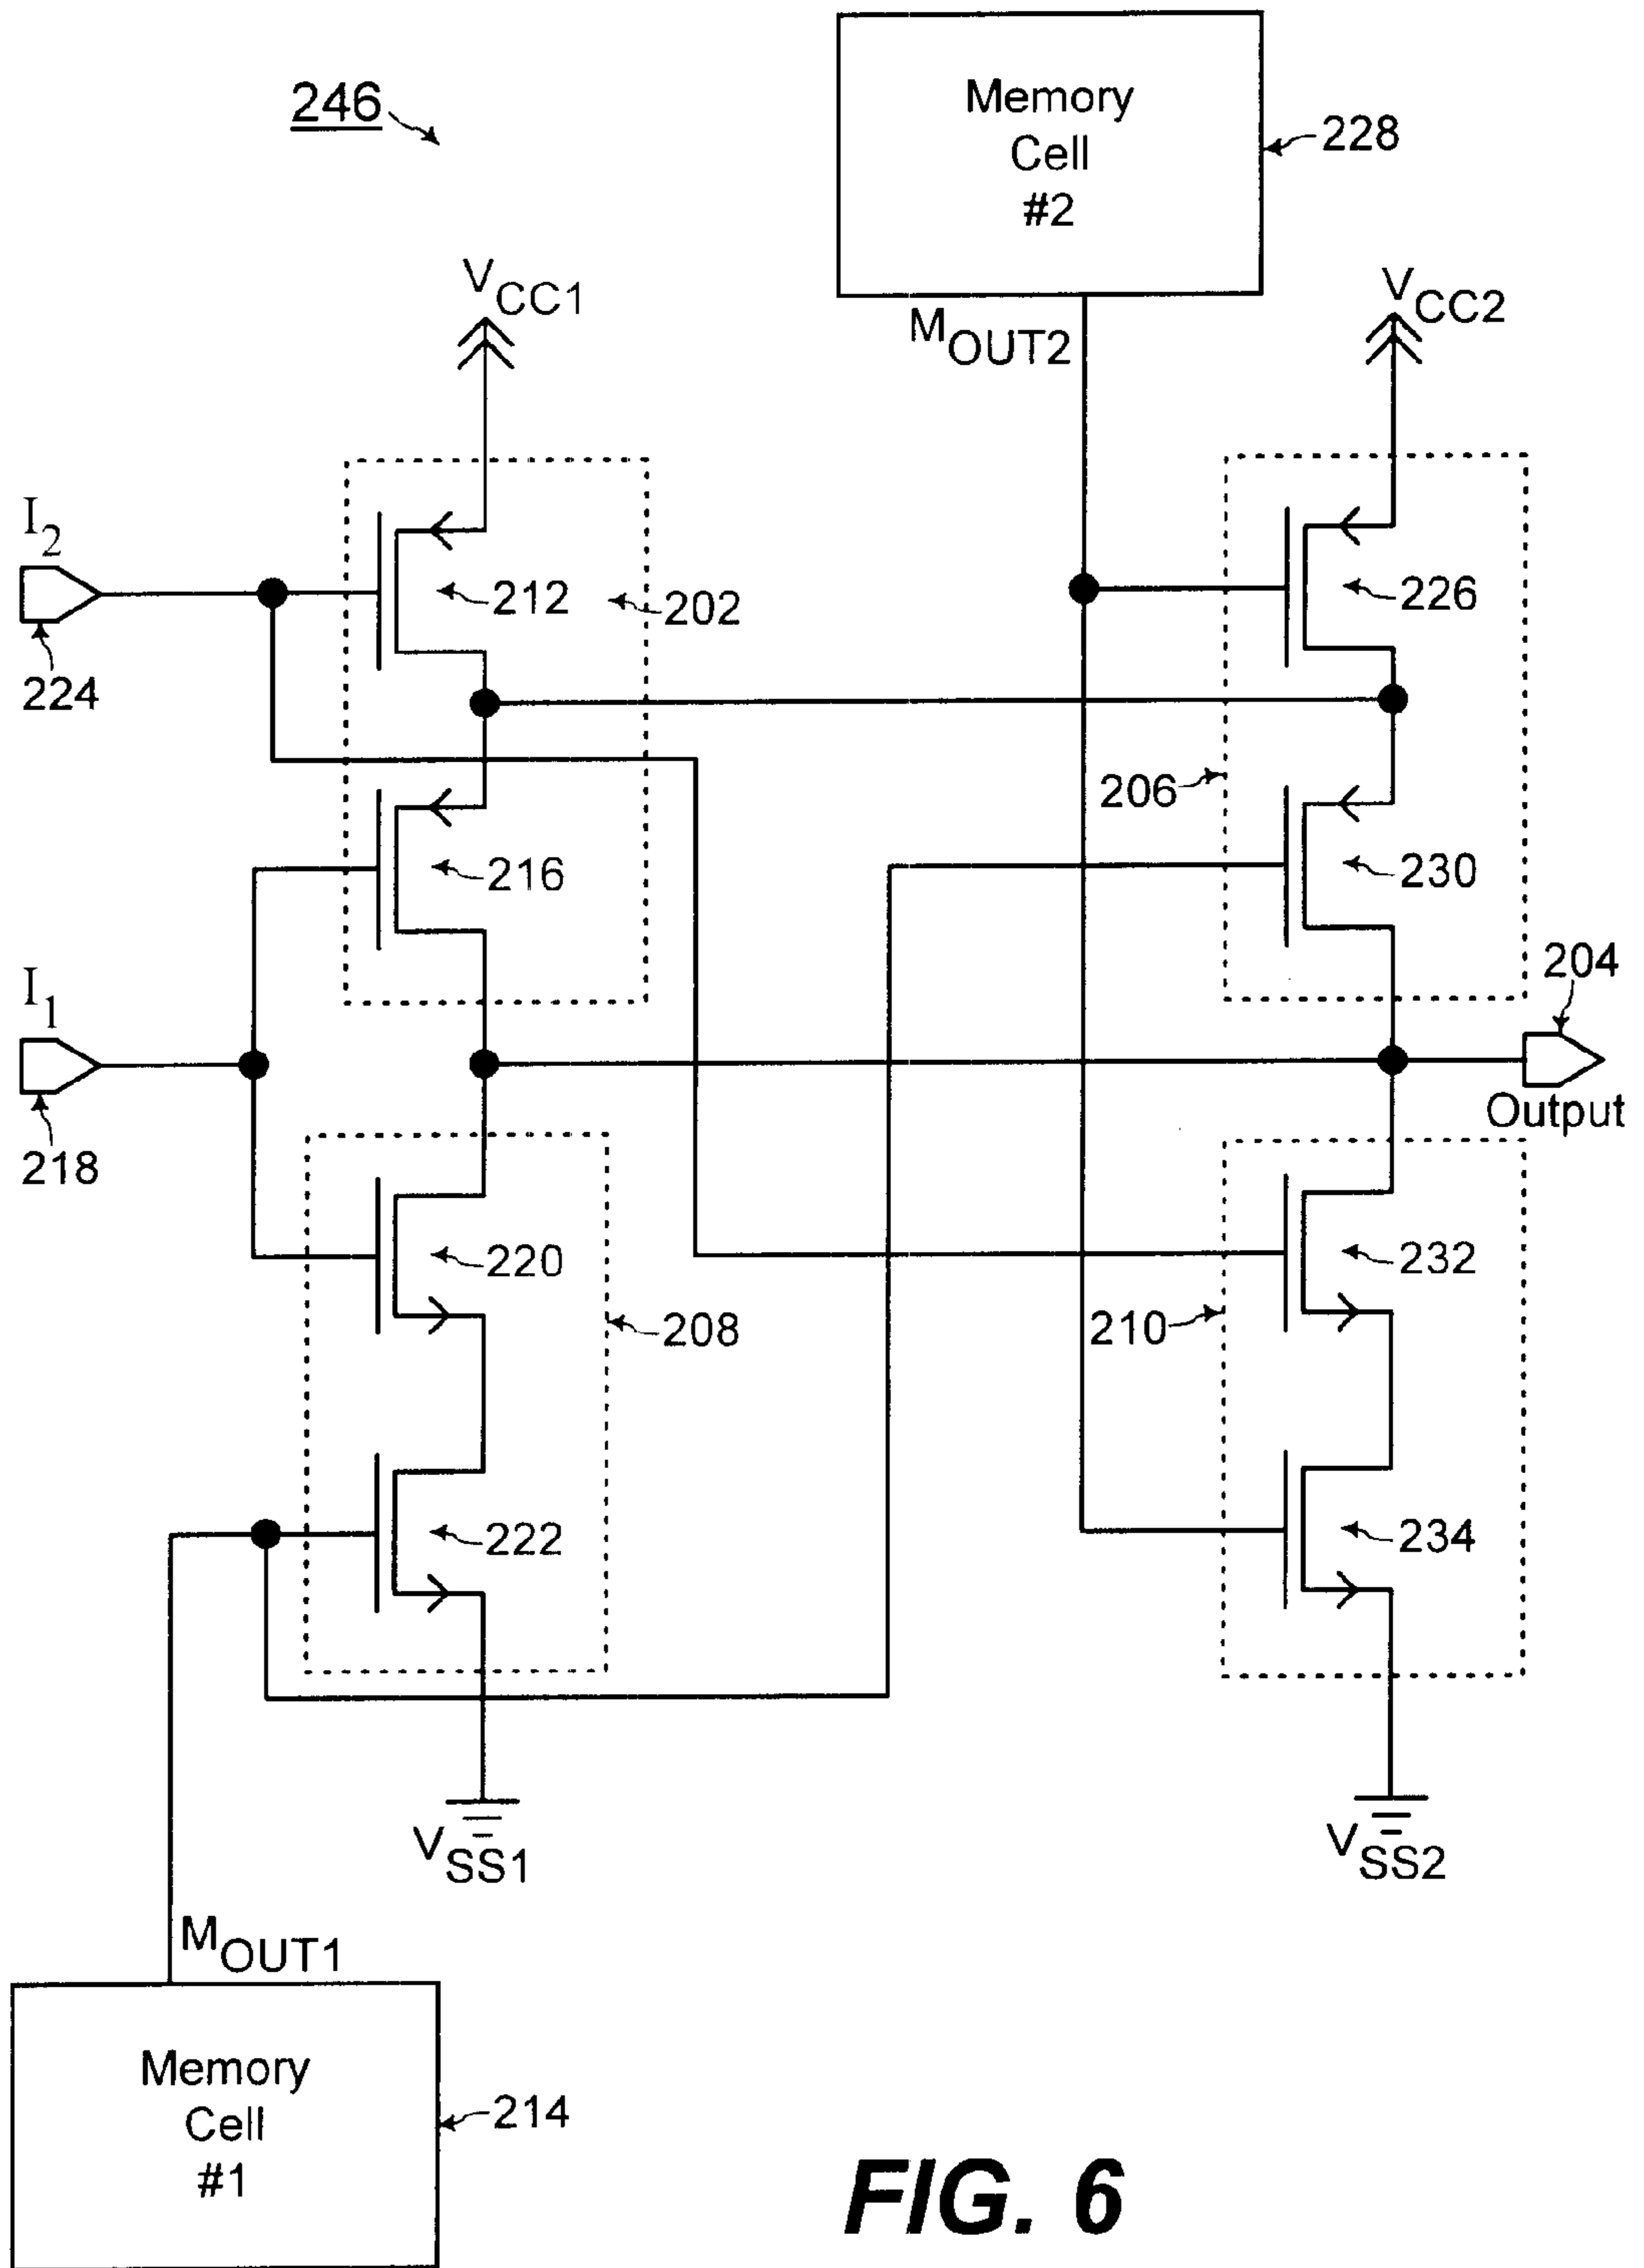 246
Memory
Cell
#2
228
VCC1
MOUT2
VCC2
I2
224
212
202
226
206
216
230
I1
218
204
Output
220
208
232
210
222
234
VSS1
VSS2
MOUT1
Memory
Cell
#1
214
FIG. 6